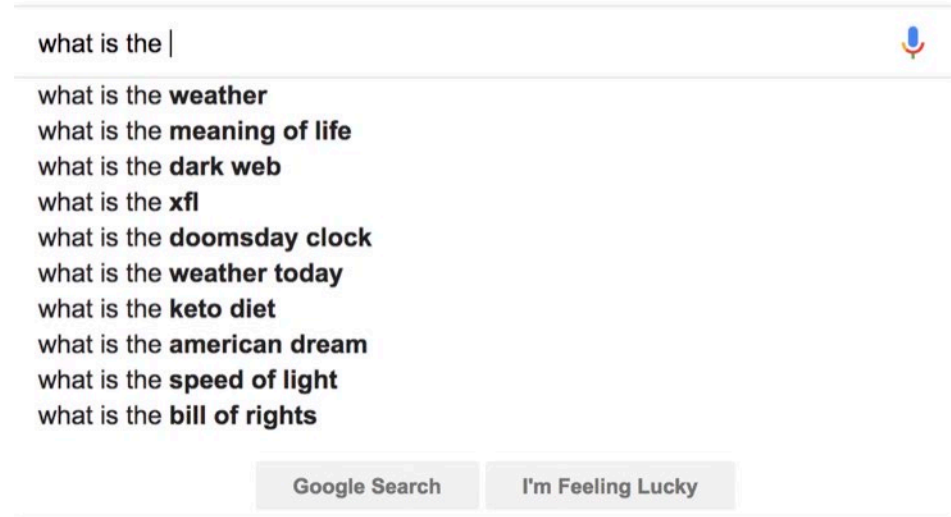 what is the
what is the weather
what is the meaning of life
what is the dark web
what is the xfl
what is the doomsday clock
what is the weather today
what is the keto diet
what is the american dream
what is the speed of light
what is the bill of rights
Google Search I'm Feeling Lucky